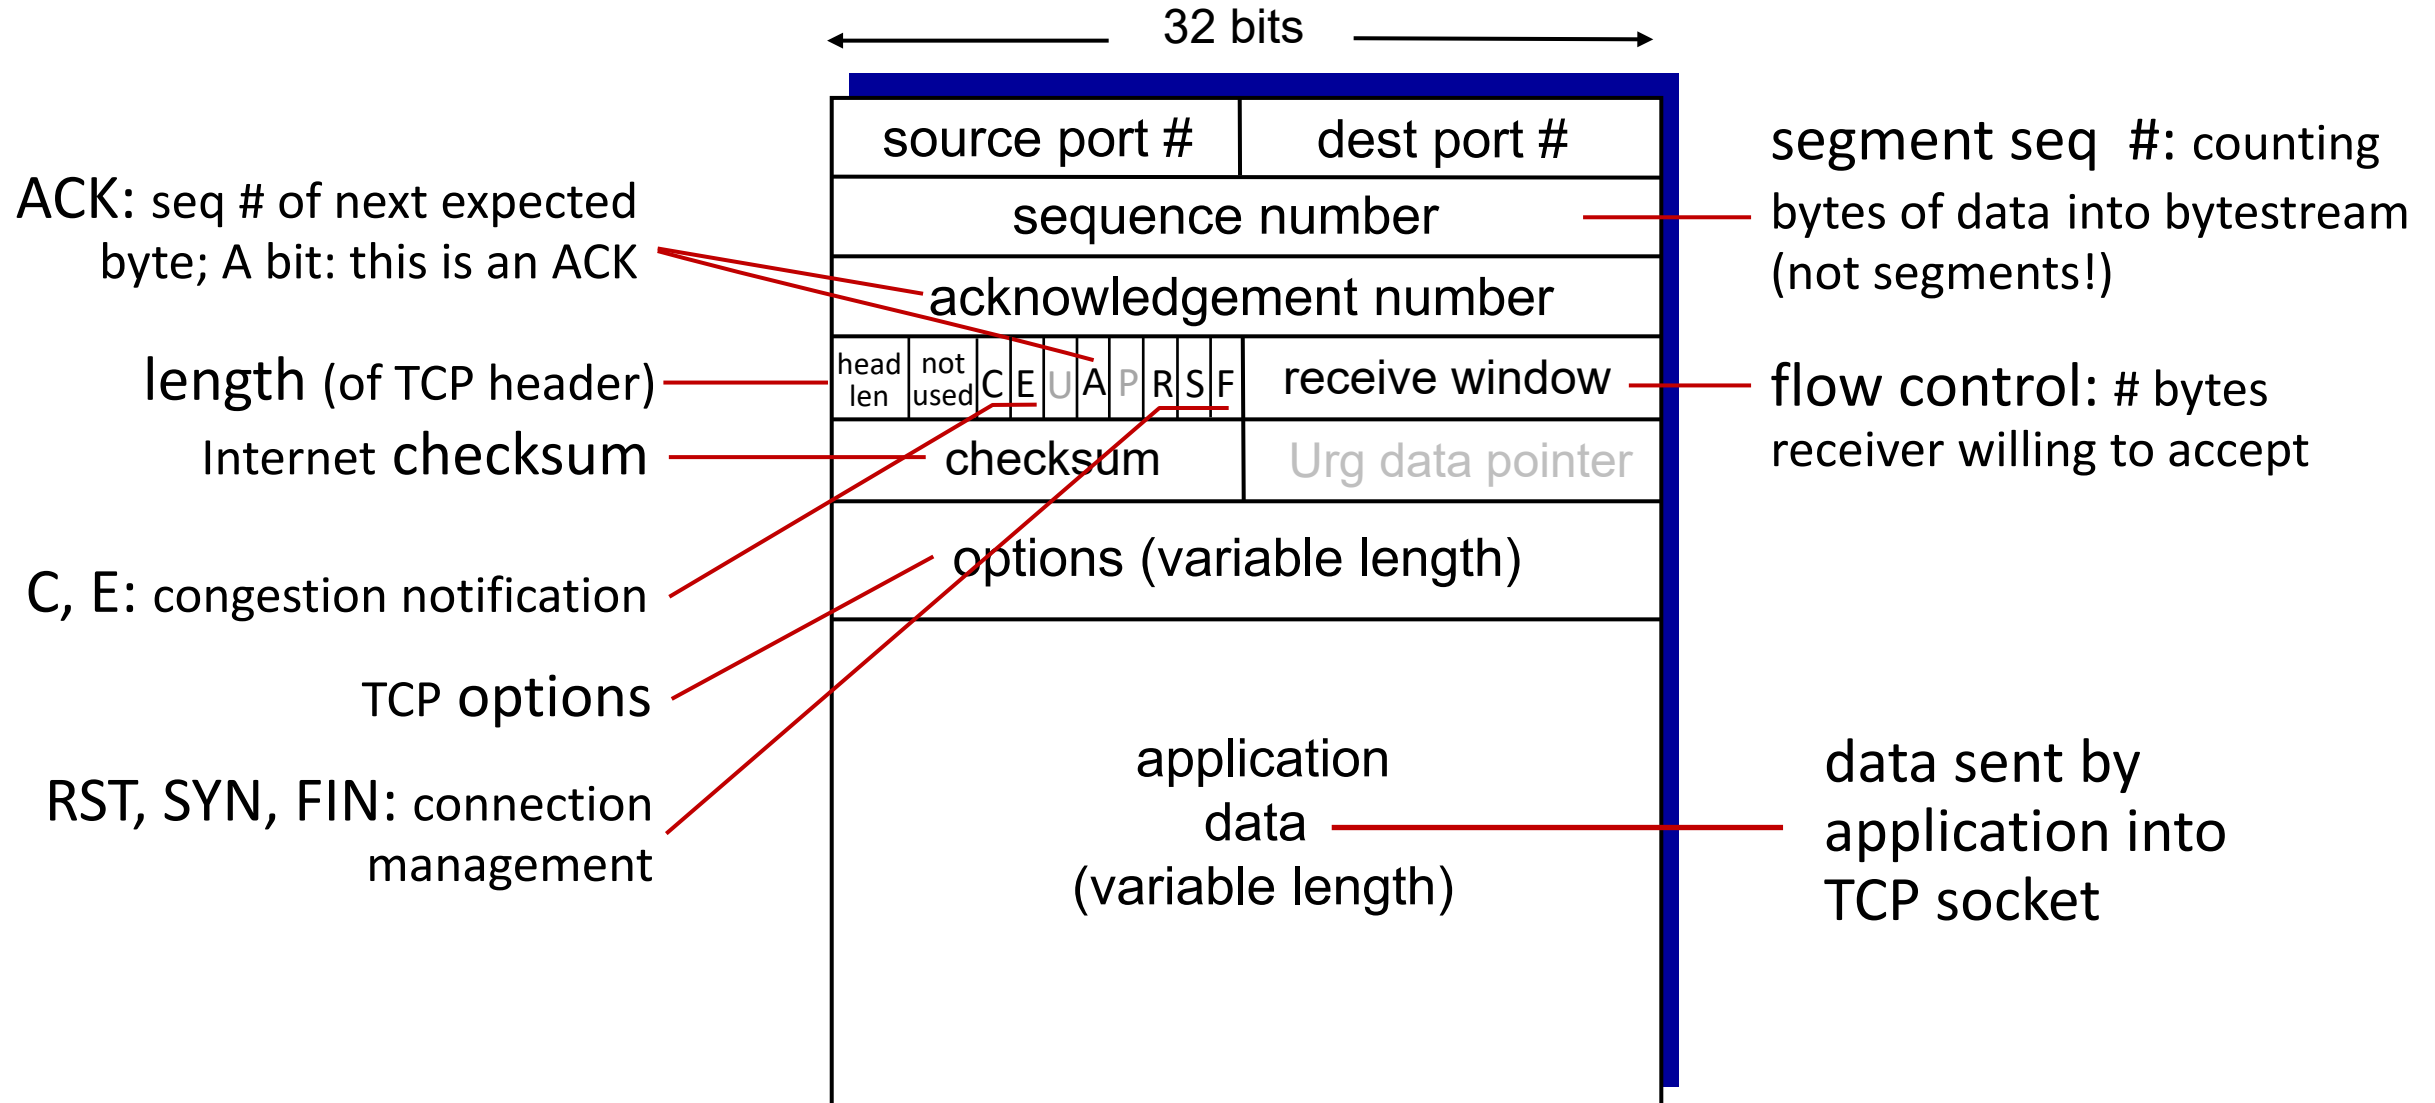 32 bits
source port #
dest port #
sequence number
acknowledgement number
head
len
not
used
C
E
U
A
P
R
S
F
receive window
checksum
Urg data pointer
options (variable length)
application
data
(variable length)
ACK: seq # of next expected
byte; A bit: this is an ACK
length (of TCP header)
Internet checksum
C, E: congestion notification
TCP options
RST, SYN, FIN: connection
management
segment seq #: counting
bytes of data into bytestream
(not segments!)
flow control: # bytes
receiver willing to accept
data sent by
application into
TCP socket